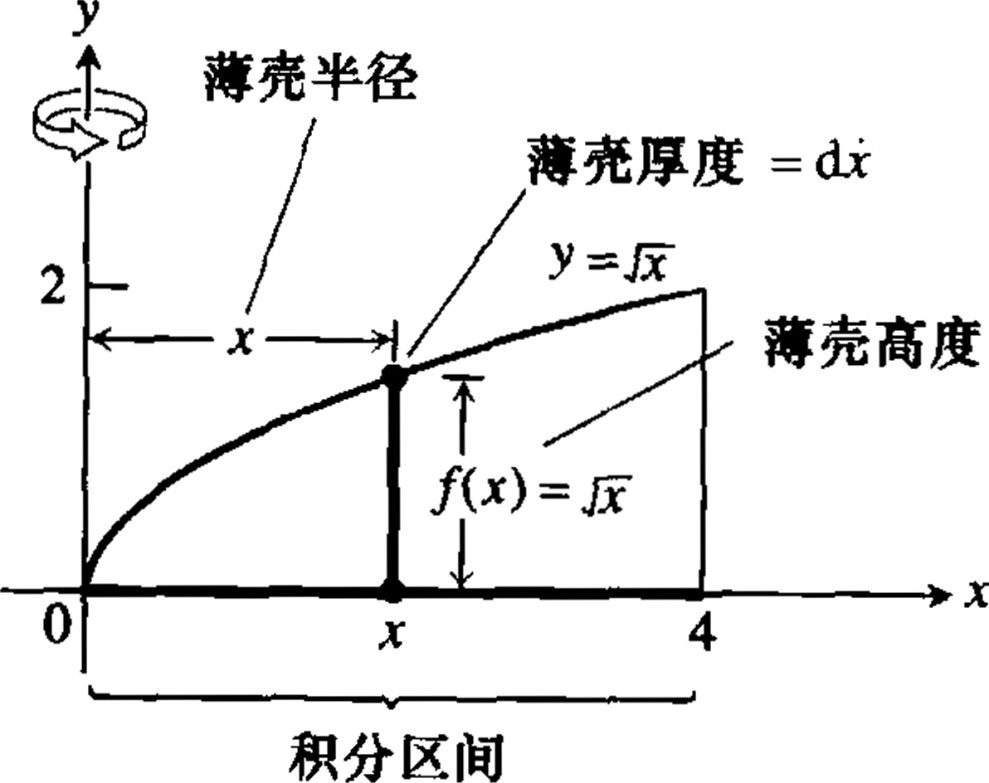 y
薄壳半径
薄壳厚度 = dx
y = √x
2
x
薄壳高度
f(x) = √x
0
x
4
x
积分区间